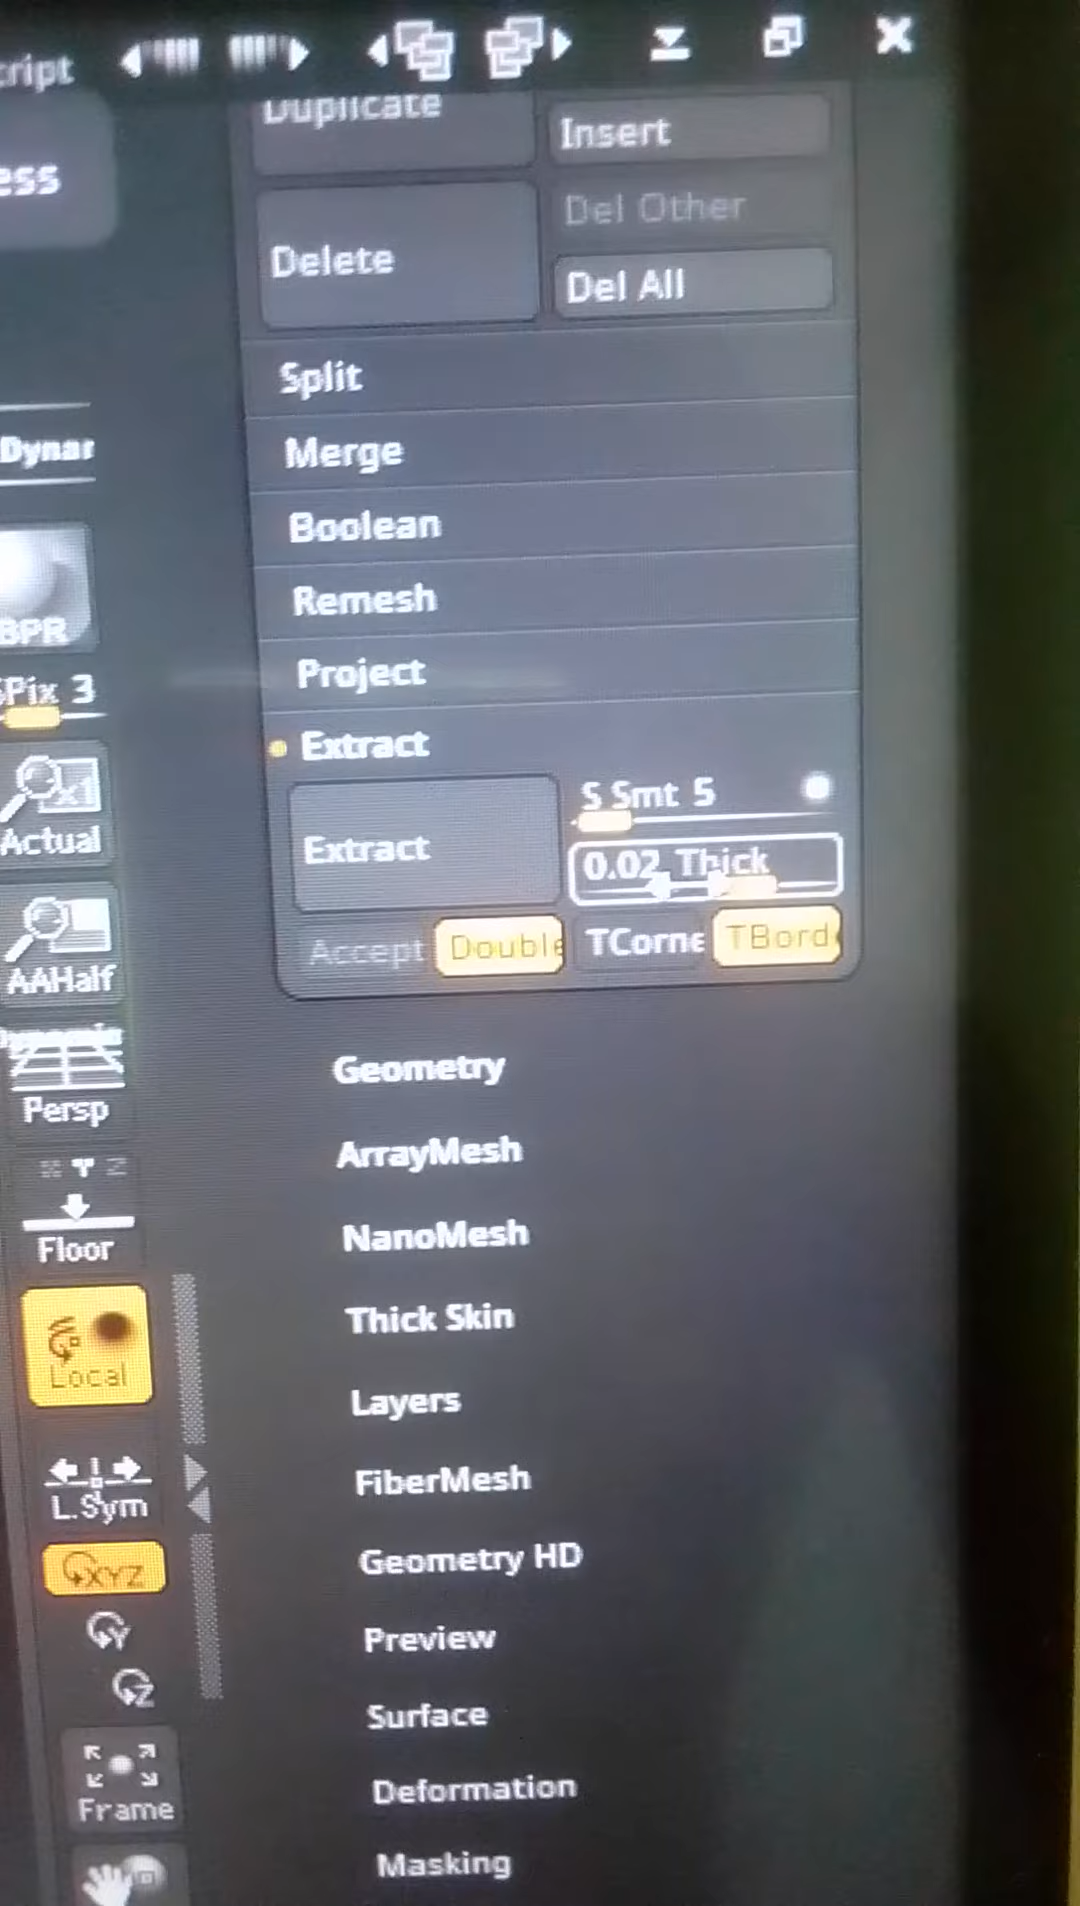 cript
Duplicate
Insert
ess
Del Other
Delete
Del All
Split
Dynar
Merge
Boolean
Remesh
BPR
Project
SPix 3
Extract
x1
S Smt 5
Actual
Extract
0.02 Thick
Accept
Double
TCorne
TBord
AAHalf
Geometry
Persp
ArrayMesh
Y Z
NanoMesh
Floor
Thick Skin
Local
Layers
FiberMesh
L.Sym
Geometry HD
XYZ
Y
Preview
Z
Surface
Frame
Deformation
Masking